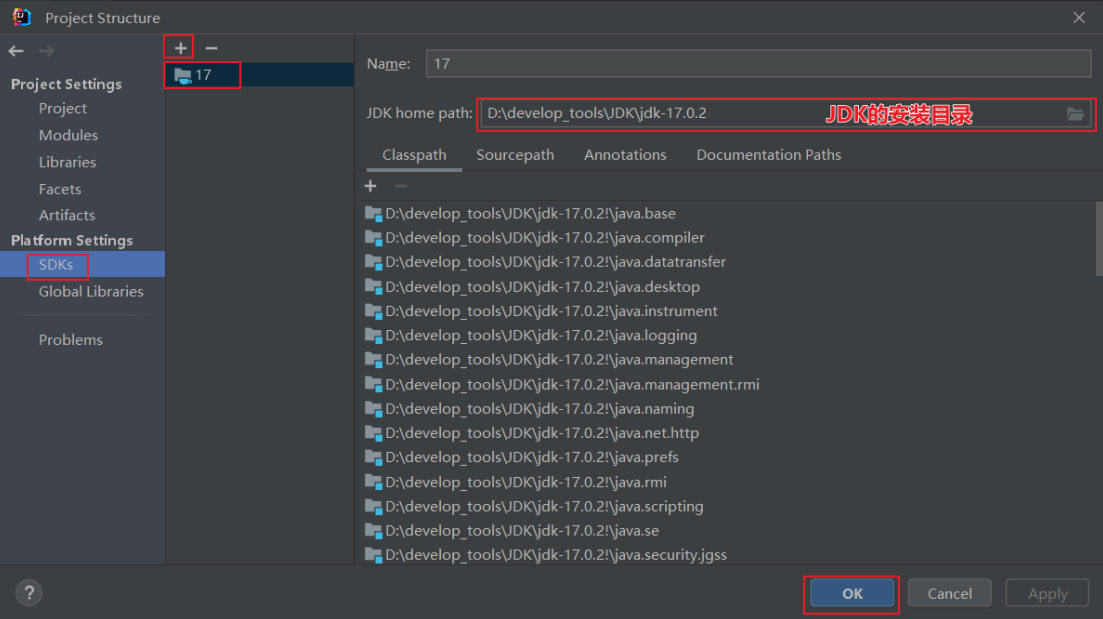 Project Structure
Project Settings
Project
Modules
Libraries
Facets
Artifacts
Platform Settings
SDKs
Global Libraries
Problems
17
Name: 17
JDK home path: D:\develop_tools\JDK\jdk-17.0.2 JDK的安装目录
Classpath Sourcepath Annotations Documentation Paths
D:\develop_tools\JDK\jdk-17.0.2!\java.base
D:\develop_tools\JDK\jdk-17.0.2!\java.compiler
D:\develop_tools\JDK\jdk-17.0.2!\java.datatransfer
D:\develop_tools\JDK\jdk-17.0.2!\java.desktop
D:\develop_tools\JDK\jdk-17.0.2!\java.instrument
D:\develop_tools\JDK\jdk-17.0.2!\java.logging
D:\develop_tools\JDK\jdk-17.0.2!\java.management
D:\develop_tools\JDK\jdk-17.0.2!\java.management.rmi
D:\develop_tools\JDK\jdk-17.0.2!\java.naming
D:\develop_tools\JDK\jdk-17.0.2!\java.net.http
D:\develop_tools\JDK\jdk-17.0.2!\java.prefs
D:\develop_tools\JDK\jdk-17.0.2!\java.rmi
D:\develop_tools\JDK\jdk-17.0.2!\java.scripting
D:\develop_tools\JDK\jdk-17.0.2!\java.se
D:\develop_tools\JDK\jdk-17.0.2!\java.security.jgss
? OK Cancel Apply